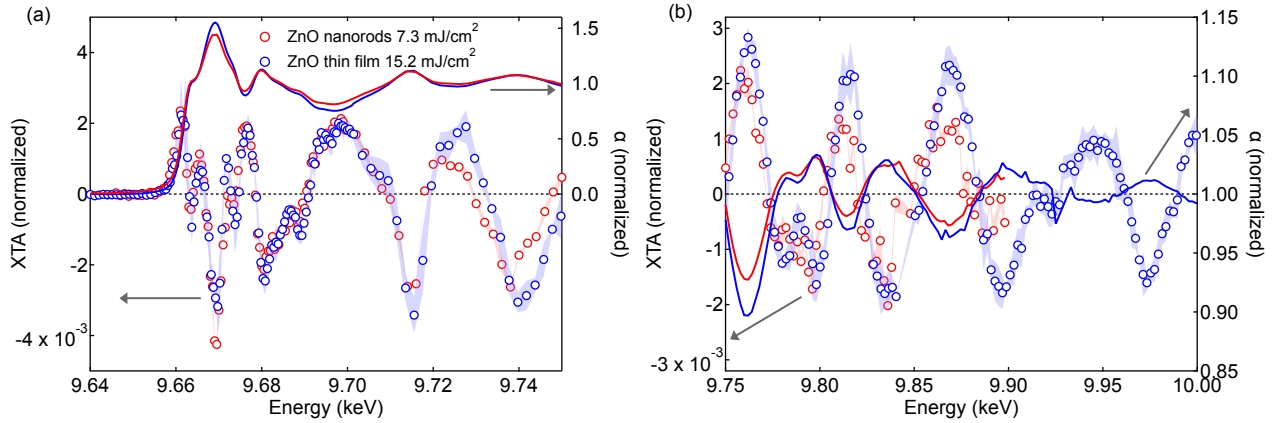 (a)
4
2
0
-2
-4 x 10⁻³
XTA (normalized)
ZnO nanorods 7.3 mJ/cm²
ZnO thin film 15.2 mJ/cm²
1.5
1.0
0.5
0.0
α (normalized)
9.64
9.66
9.68
9.70
9.72
9.74
Energy (keV)
(b)
3
2
1
0
-1
-2
-3 x 10⁻³
XTA (normalized)
1.15
1.10
1.05
1.00
0.95
0.90
0.85
α (normalized)
9.75
9.80
9.85
9.90
9.95
10.00
Energy (keV)